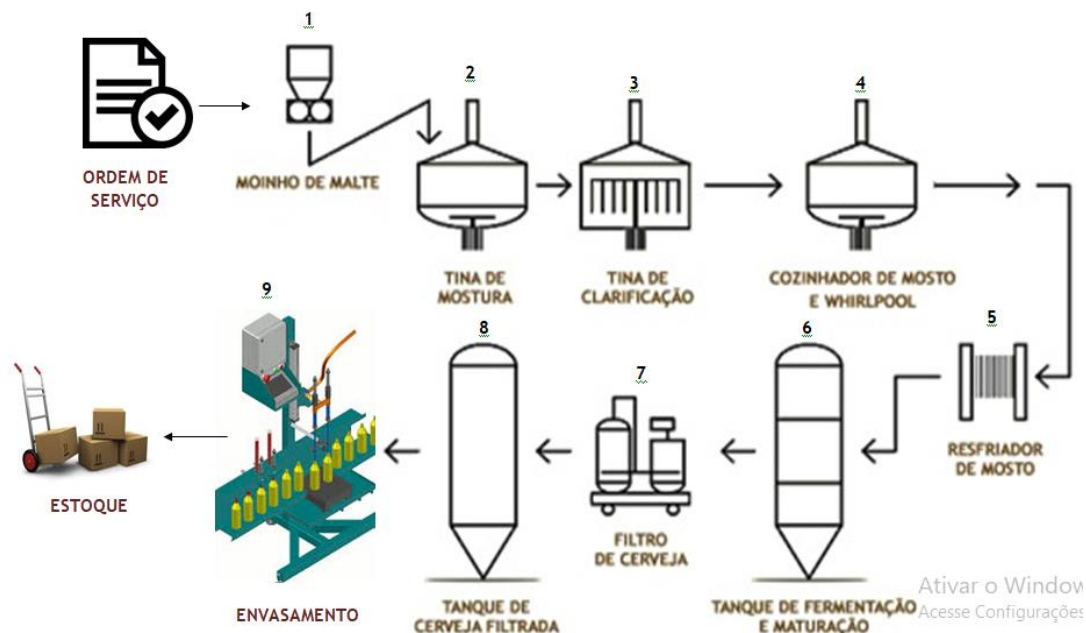 1
ORDEM DE
SERVIÇO
MOINHO DE MALTE
2
TINA DE
MOSTURA
3
TINA DE
CLARIFICAÇÃO
4
COZINHADOR DE MOSTO
E WHIRLPOOL
5
RESFRIADOR
DE MOSTO
6
TANQUE DE FERMENTAÇÃO
E MATURAÇÃO
7
FILTRO
DE CERVEJA
8
TANQUE DE
CERVEJA FILTRADA
9
ENVASAMENTO
ESTOQUE
Ativar o Window
Acesse Configurações